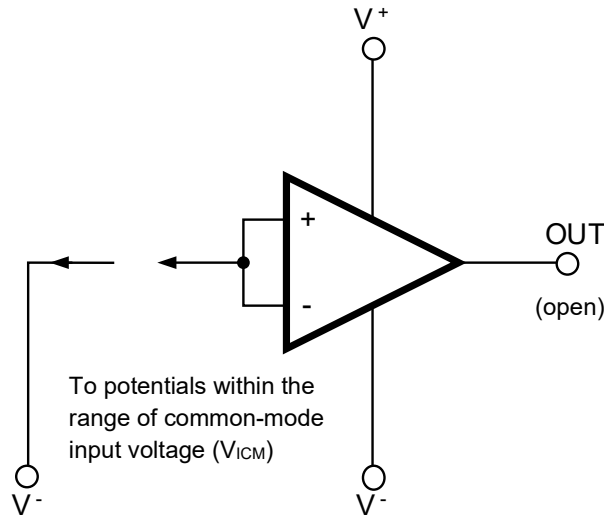 V+
+
-
OUT
(open)
To potentials within the
range of common-mode
input voltage (VICM)
V-
V-